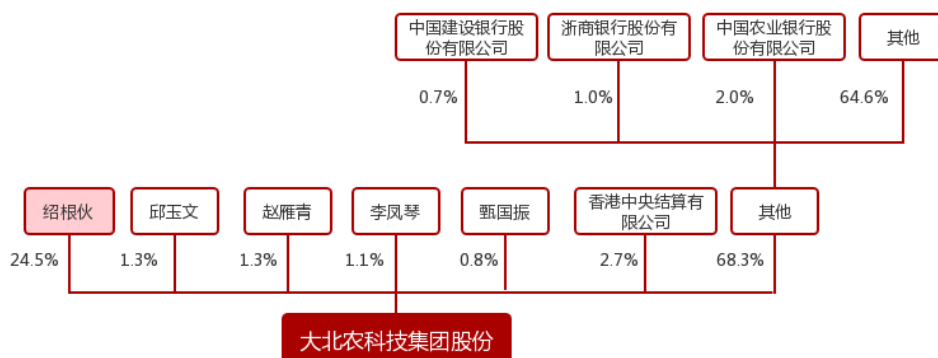 中国建设银行股
份有限公司
浙商银行股份有
限公司
中国农业银行股
份有限公司
其他
0.7%
1.0%
2.0%
64.6%
绍根伙
邱玉文
赵雁青
李凤琴
甄国振
香港中央结算有
限公司
其他
24.5%
1.3%
1.3%
1.1%
0.8%
2.7%
68.3%
大北农科技集团股份